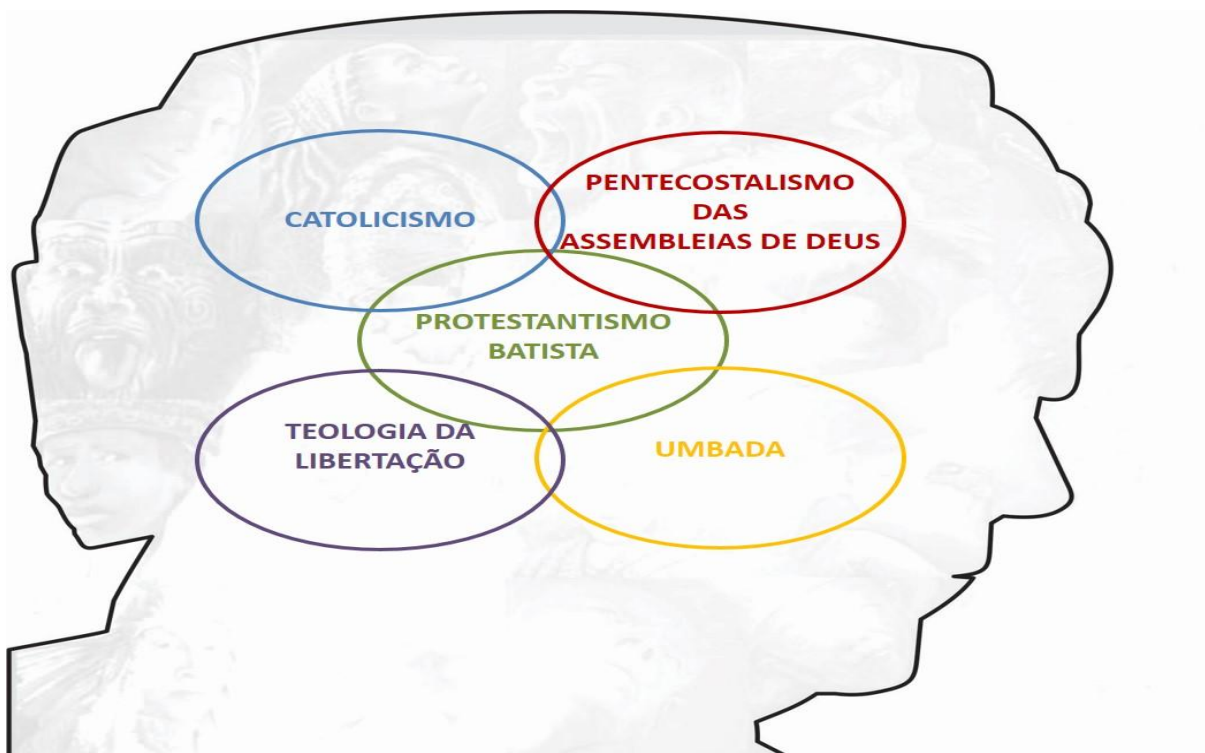 CATOLICISMO
PENTECOSTALISMO
DAS
ASSEMBLEIAS DE DEUS
PROTESTANTISMO
BATISTA
TEOLOGIA DA
LIBERTAÇÃO
UMBADA